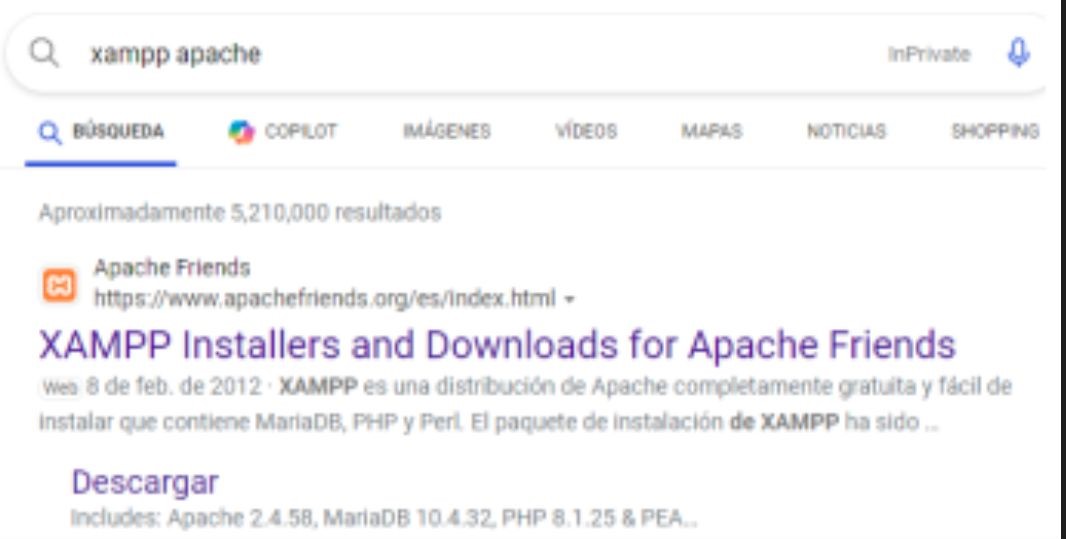 xampp apache InPrivate
BÚSQUEDA COPILOT IMÁGENES VÍDEOS MAPAS NOTICIAS SHOPPING
Aproximadamente 5,210,000 resultados
Apache Friends
https://www.apachefriends.org/es/index.html
XAMPP Installers and Downloads for Apache Friends
Web 8 de feb. de 2012 · XAMPP es una distribución de Apache completamente gratuita y fácil de
instalar que contiene MariaDB, PHP y Perl. El paquete de instalación de XAMPP ha sido ...
Descargar
Includes: Apache 2.4.58, MariaDB 10.4.32, PHP 8.1.25 & PEA...